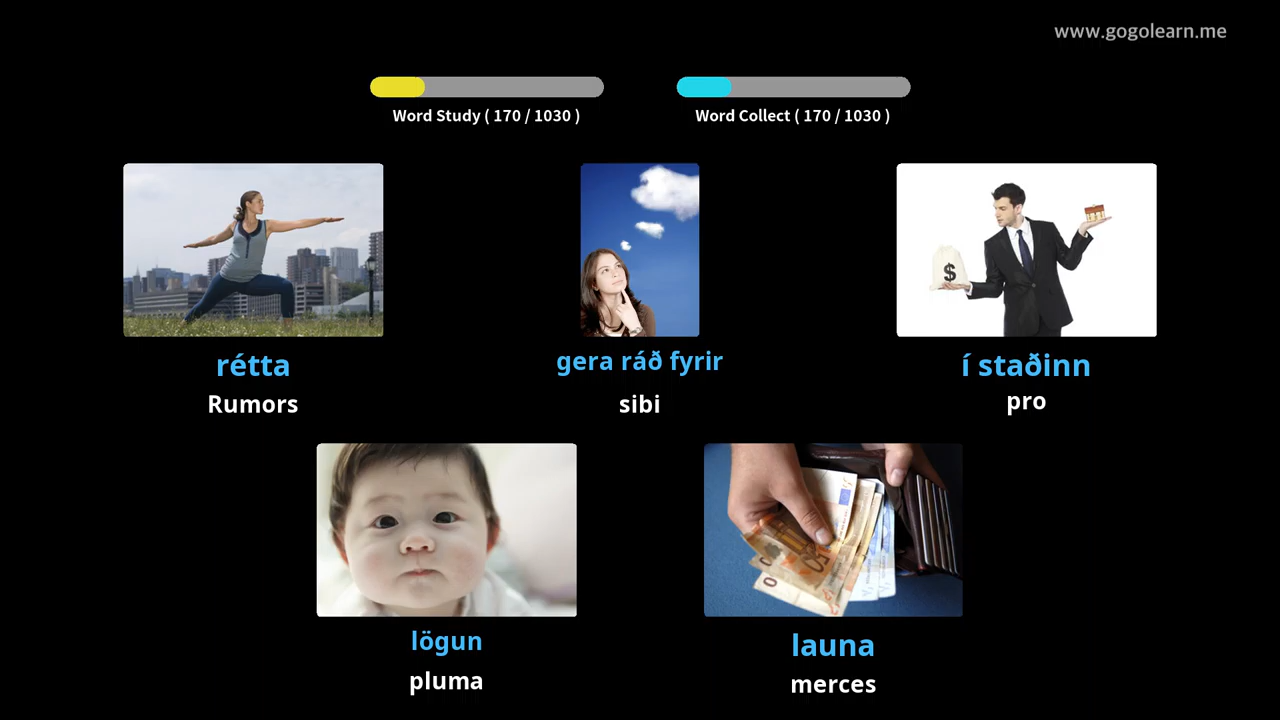 www.gogolearn.me
Word Study ( 170 / 1030 )
Word Collect ( 170 / 1030 )
rétta
Rumors
gera ráð fyrir
sibi
í staðinn
pro
lögun
pluma
launa
merces